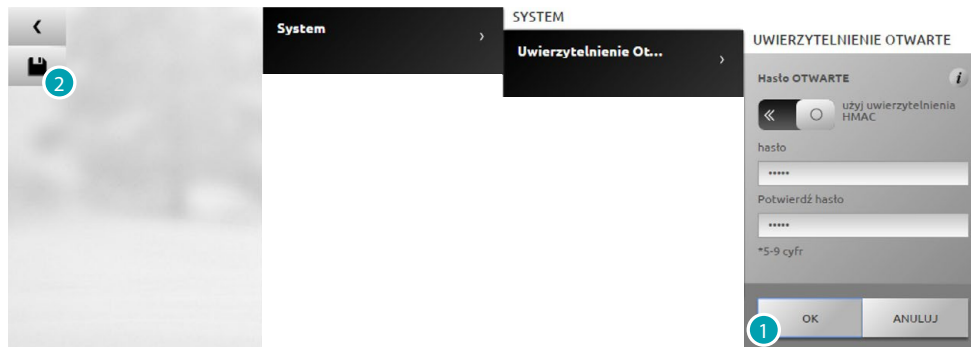 2
System
SYSTEM
Uwierzytelnienie Ot...
UWIERZYTELNIENIE OTWARTE
Hasło OTWARTE
i
użyj uwierzytelnienia
HMAC
hasło
•••••
Potwierdź hasło
•••••
*5-9 cyfr
1
OK
ANULUJ